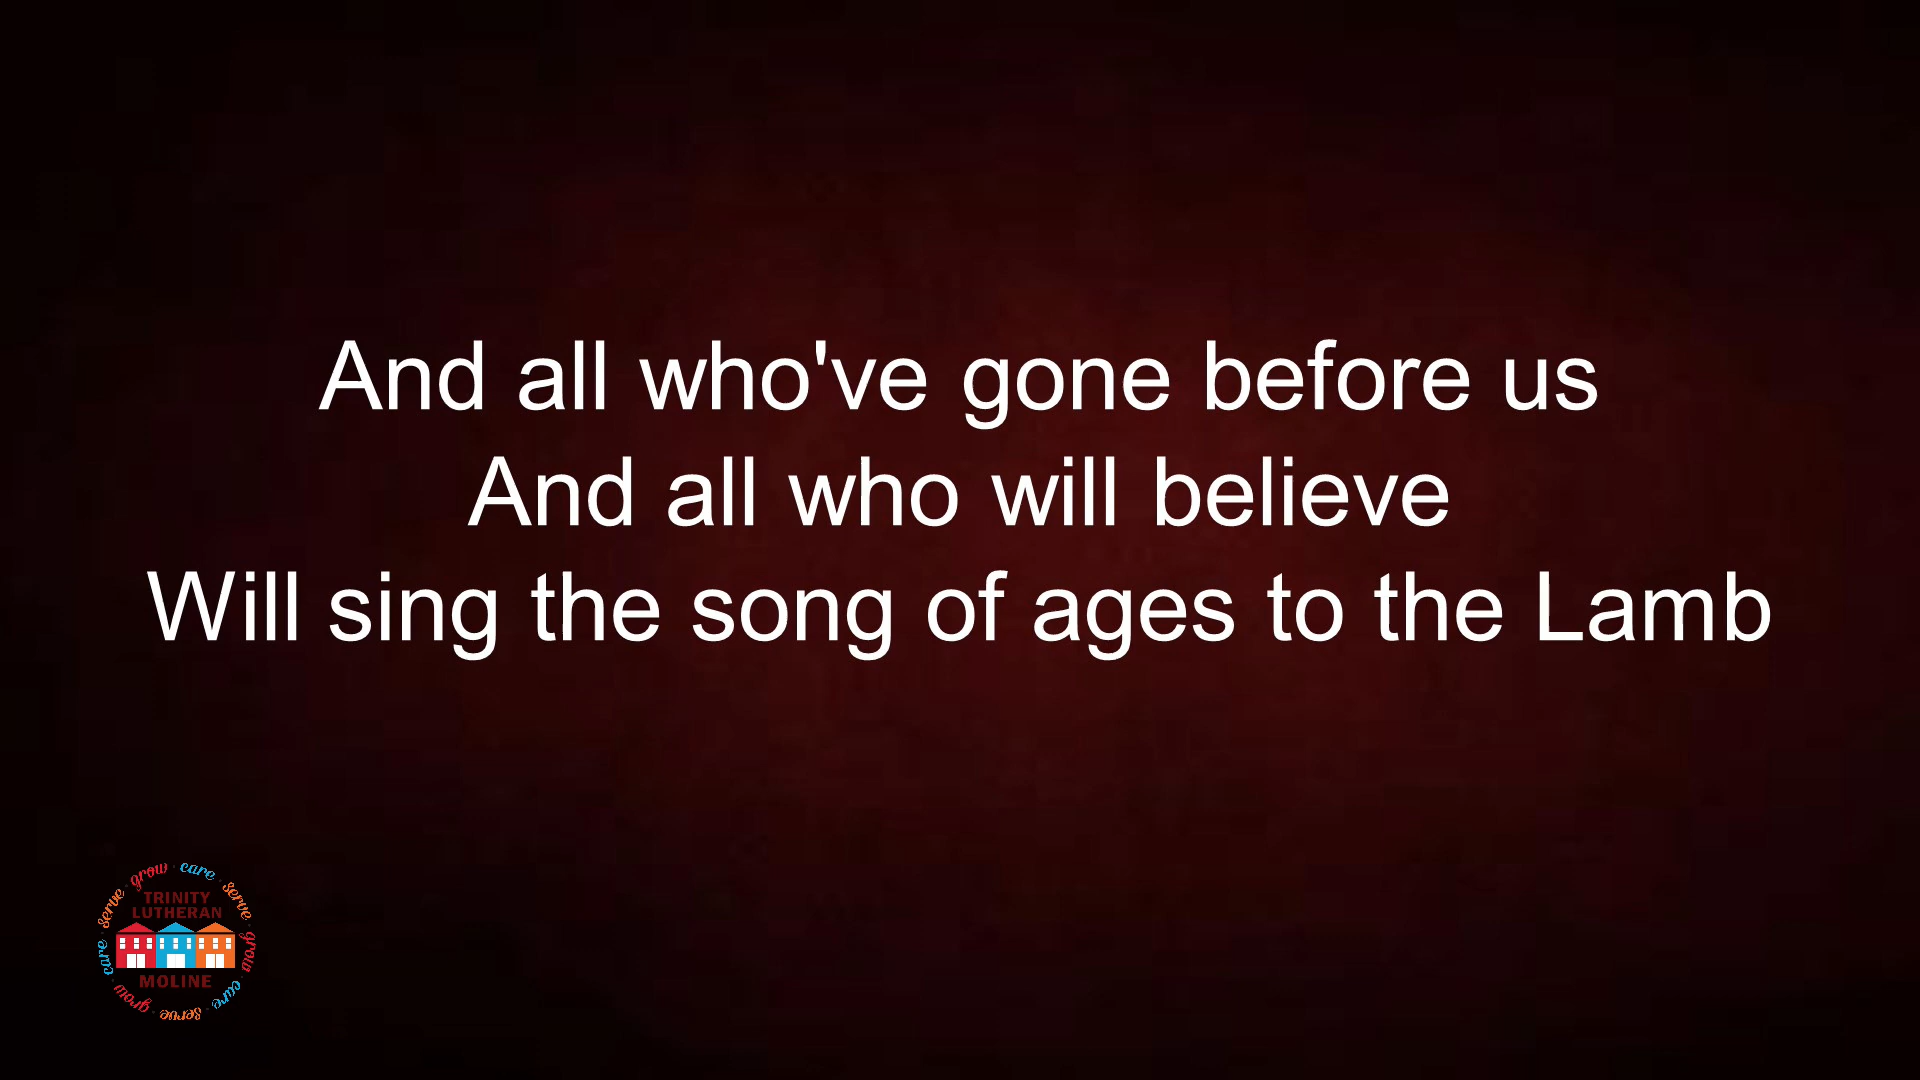 And all who've gone before us
And all who will believe
Will sing the song of ages to the Lamb
grow · care · serve · grow · care · serve · grow · care · serve
TRINITY
LUTHERAN
MOLINE